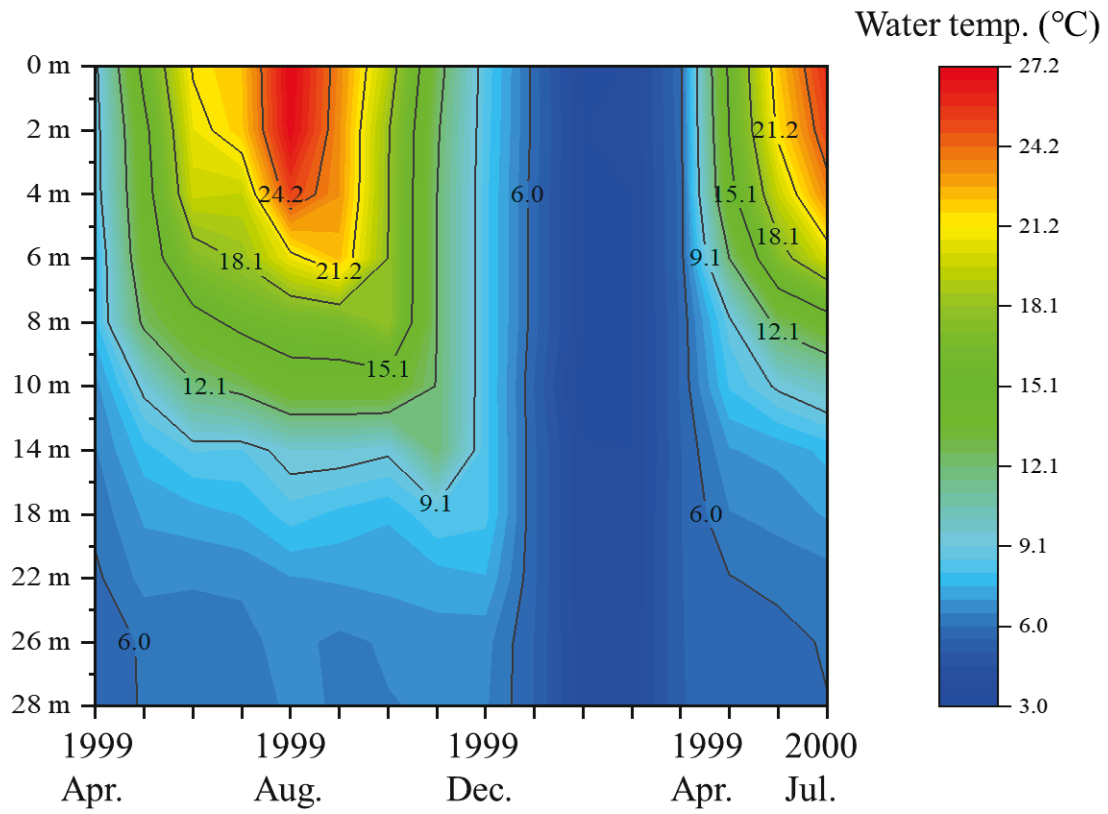 Water temp. (°C)
0 m
2 m
4 m
6 m
8 m
10 m
14 m
18 m
22 m
26 m
28 m
24.2
18.1
21.2
15.1
12.1
9.1
6.0
6.0
21.2
15.1
18.1
9.1
12.1
6.0
27.2
24.2
21.2
18.1
15.1
12.1
9.1
6.0
3.0
1999 1999 1999 1999 2000
Apr. Aug. Dec. Apr. Jul.